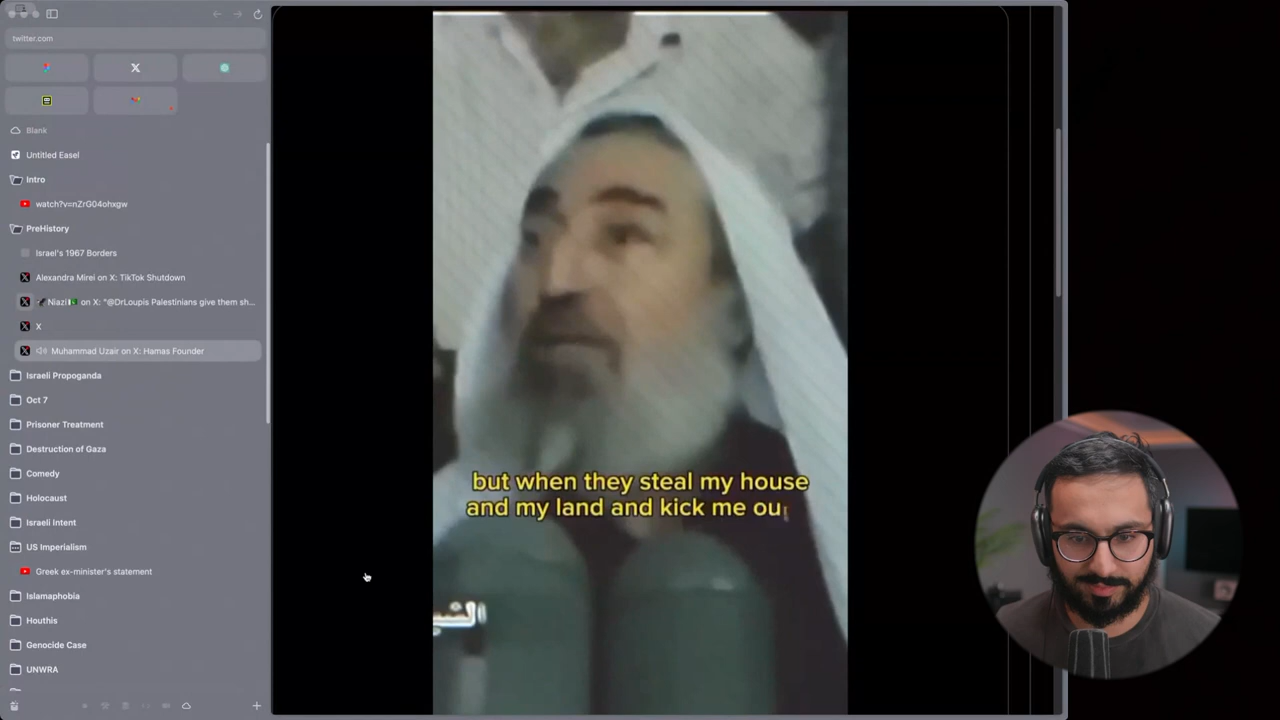 twitter.com
Blank
Untitled Easel
Intro
watch?v=nZrG04ohxgw
PreHistory
Israel's 1967 Borders
Alexandra Mirei on X: TikTok Shutdown
Niazi on X: "@DrLoupis Palestinians give them sh...
X
Muhammad Uzair on X: Hamas Founder
Israeli Propoganda
Oct 7
Prisoner Treatment
Destruction of Gaza
Comedy
Holocaust
Israeli Intent
US Imperialism
Greek ex-minister's statement
Islamaphobia
Houthis
Genocide Case
UNWRA
but when they steal my house
and my land and kick me ou